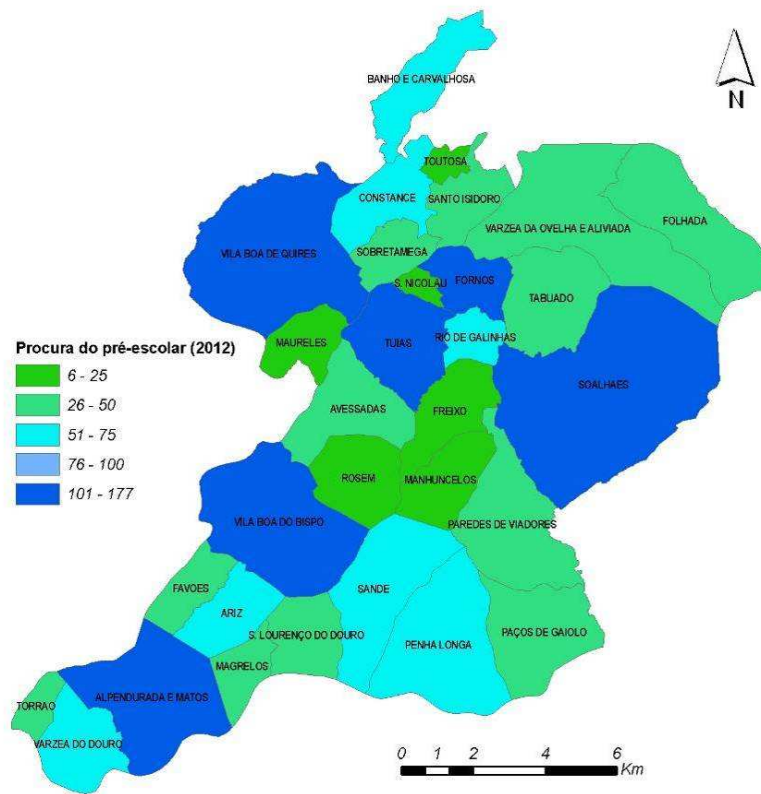 BANHO E CARVALHOSA
N
TOUTOSA
CONSTANCE
SANTO ISIDORO
FOLHADA
VARZEA DA OVELHA E ALIVIADA
VILA BOA DE QUIRES
SOBRETAMEGA
S. NICOLAU
FORNOS
TABUADO
MAURELES
TUIAS
RIO DE GALINHAS
SOALHAES
Procura do pré-escolar (2012)
6 - 25
26 - 50
51 - 75
76 - 100
101 - 177
AVESSADAS
FREIXO
ROSEM
MANHUNCELOS
VILA BOA DO BISPO
PAREDES DE VIADORES
FAVOES
SANDE
ARIZ
S. LOURENÇO DO DOURO
PENHA LONGA
PAÇOS DE GAIOLO
MAGRELOS
ALPENDURADA E MATOS
TORRAO
VARZEA DO DOURO
0 1 2 4 6
Km